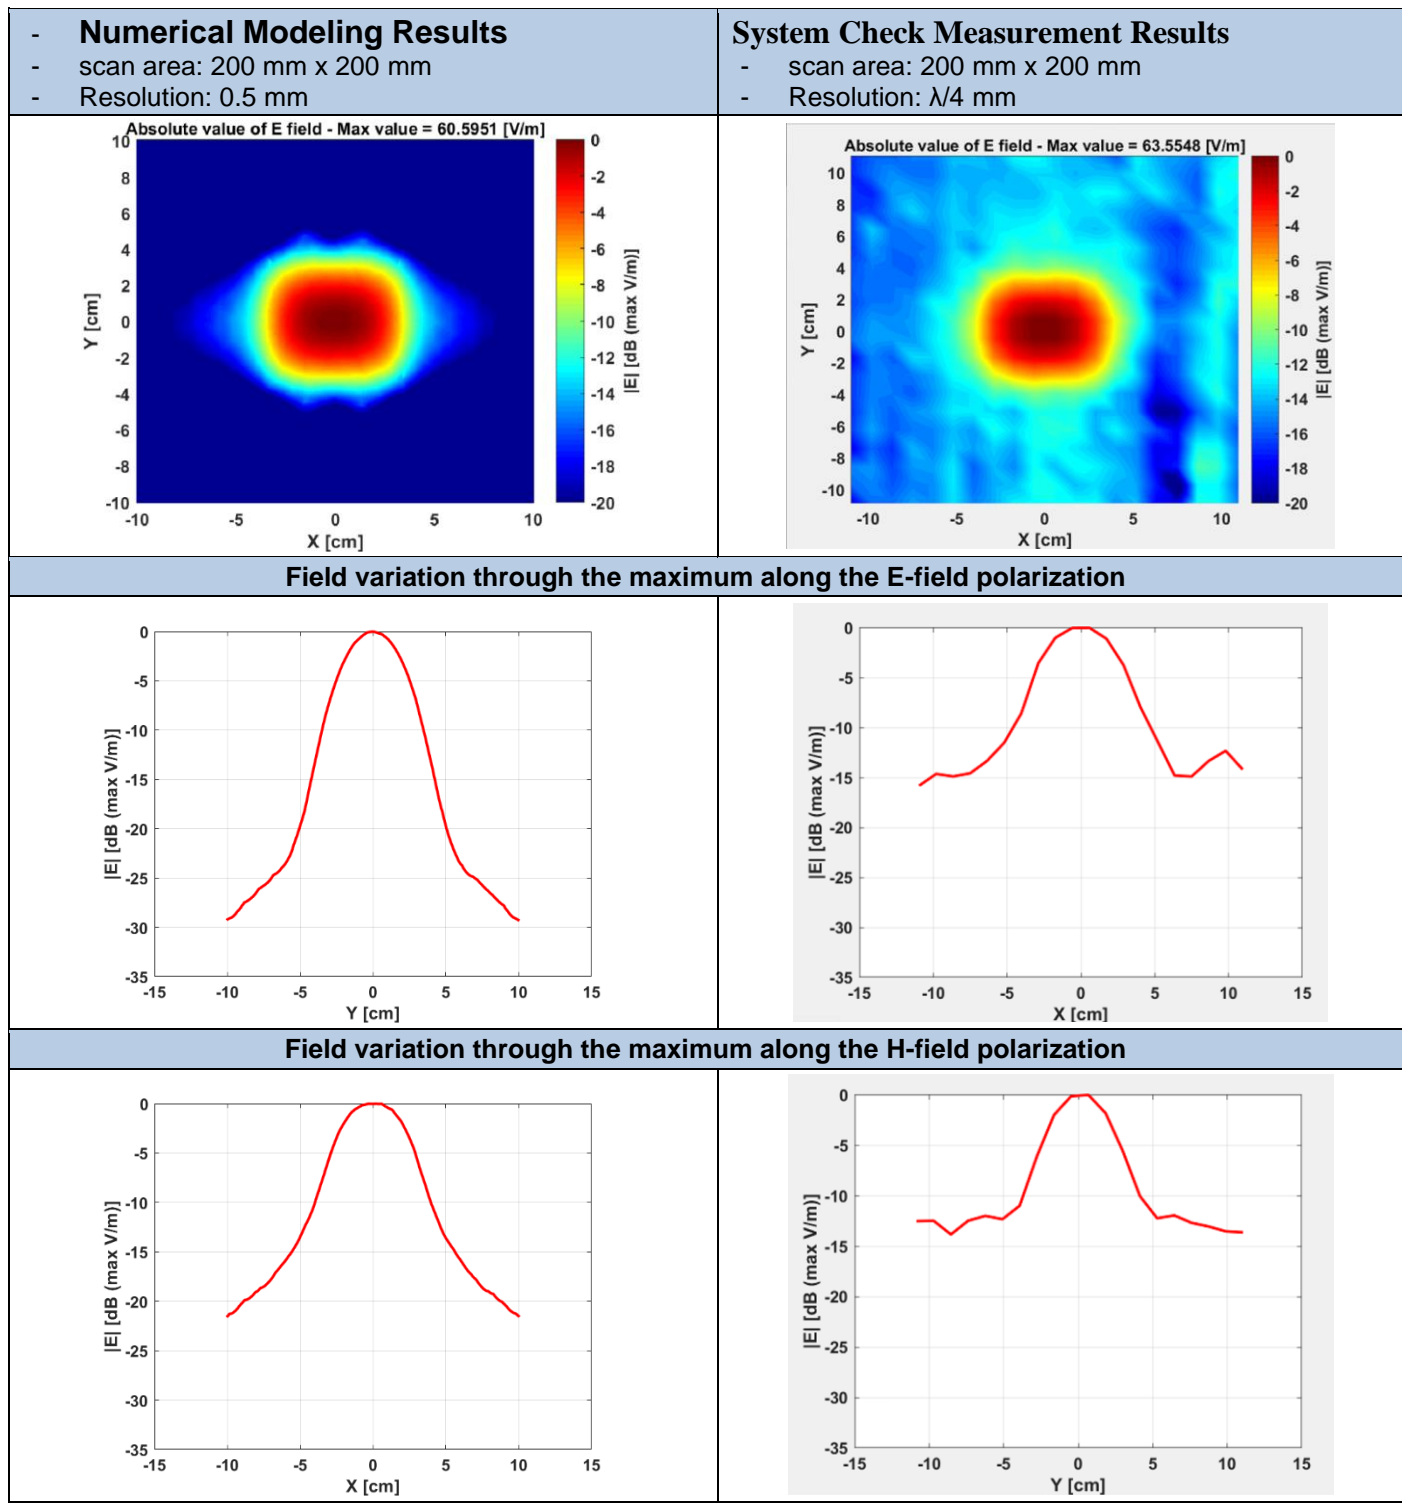 - Numerical Modeling Results
- scan area: 200 mm x 200 mm
- Resolution: 0.5 mm
System Check Measurement Results
- scan area: 200 mm x 200 mm
- Resolution: λ/4 mm
Absolute value of E field - Max value = 60.5951 [V/m]
10
8
6
4
2
0
-2
-4
-6
-8
-10
Y [cm]
-10 -5 0 5 10
X [cm]
0
-2
-4
-6
-8
-10
-12
-14
-16
-18
-20
|E| [dB (max V/m)]
Absolute value of E field - Max value = 63.5548 [V/m]
10
8
6
4
2
0
-2
-4
-6
-8
-10
Y [cm]
-10 -5 0 5 10
X [cm]
0
-2
-4
-6
-8
-10
-12
-14
-16
-18
-20
|E| [dB (max V/m)]
Field variation through the maximum along the E-field polarization
0
-5
-10
-15
-20
-25
-30
-35
|E| [dB (max V/m)]
-15 -10 -5 0 5 10 15
Y [cm]
0
-5
-10
-15
-20
-25
-30
-35
|E| [dB (max V/m)]
-15 -10 -5 0 5 10 15
X [cm]
Field variation through the maximum along the H-field polarization
0
-5
-10
-15
-20
-25
-30
-35
|E| [dB (max V/m)]
-15 -10 -5 0 5 10 15
X [cm]
0
-5
-10
-15
-20
-25
-30
-35
|E| [dB (max V/m)]
-15 -10 -5 0 5 10 15
Y [cm]